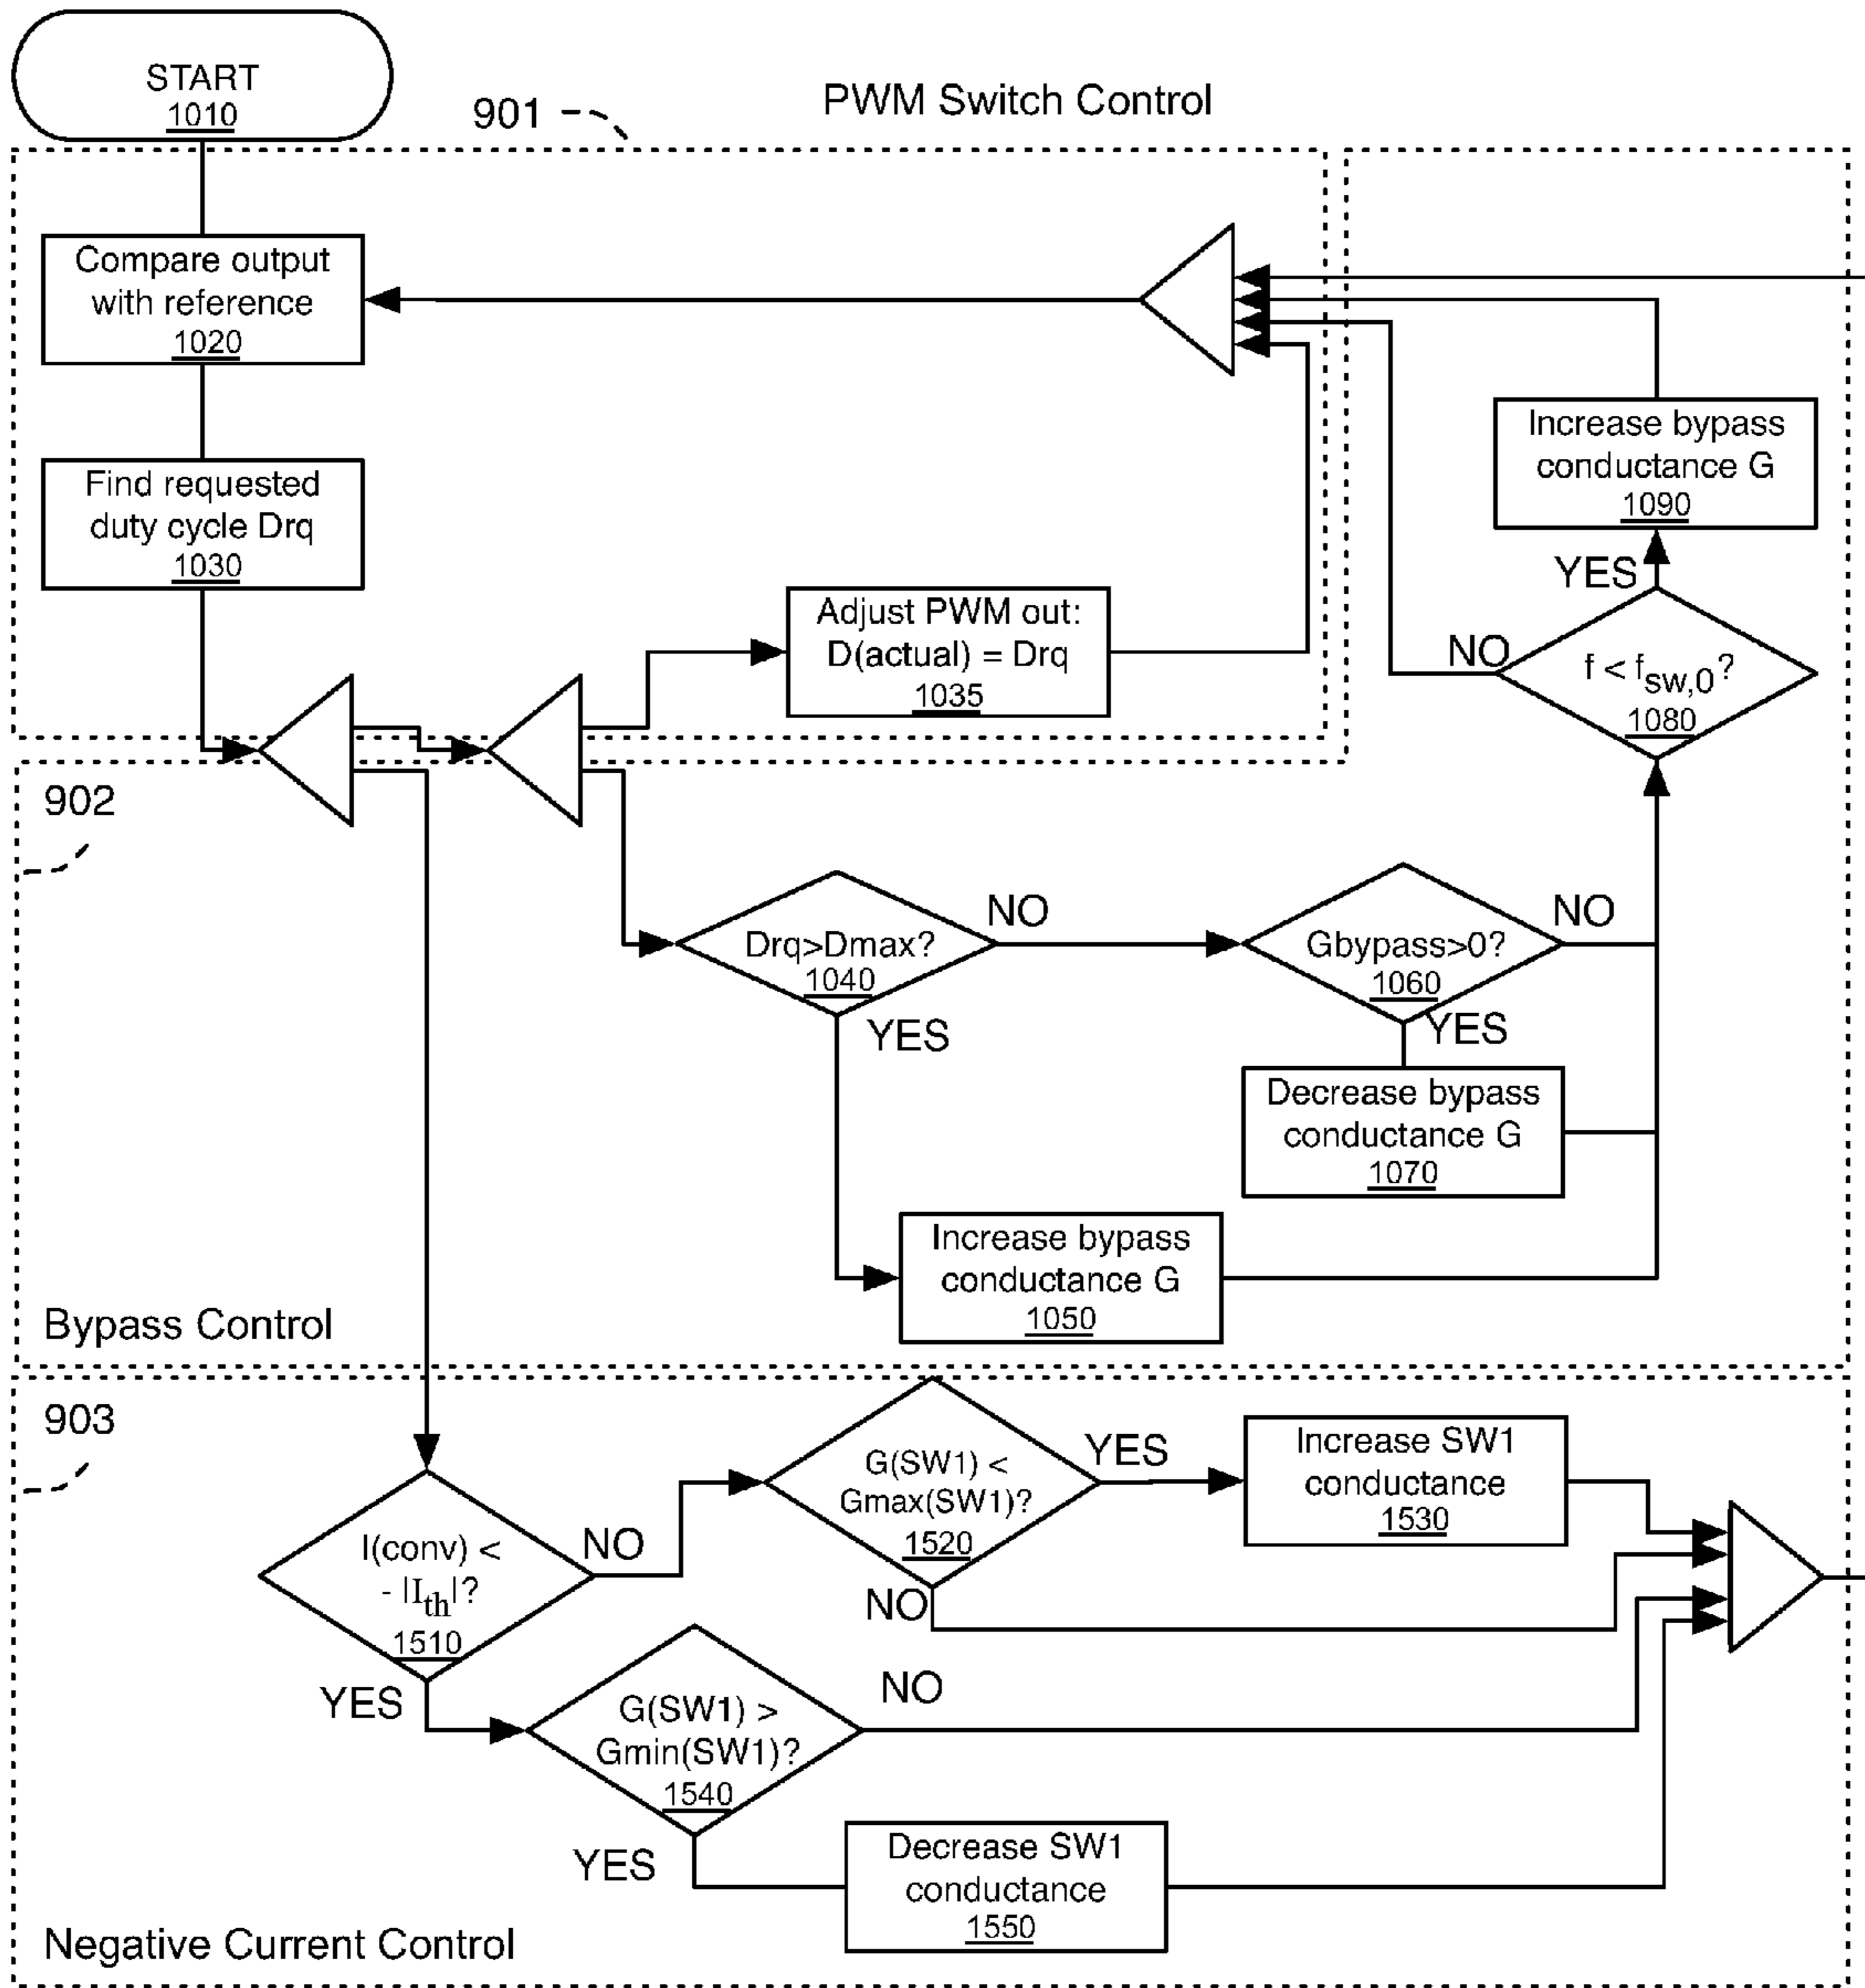 START
1010
901
PWM Switch Control
Compare output
with reference
1020
Find requested
duty cycle Drq
1030
Adjust PWM out:
D(actual) = Drq
1035
Increase bypass
conductance G
1090
YES
NO
f < fsw,0?
1080
902
Drq>Dmax?
1040
NO
YES
Gbypass>0?
1060
NO
YES
Decrease bypass
conductance G
1070
Increase bypass
conductance G
1050
Bypass Control
903
I(conv) <
- |Ith|?
1510
NO
YES
G(SW1) <
Gmax(SW1)?
1520
YES
NO
Increase SW1
conductance
1530
G(SW1) >
Gmin(SW1)?
1540
NO
YES
Decrease SW1
conductance
1550
Negative Current Control